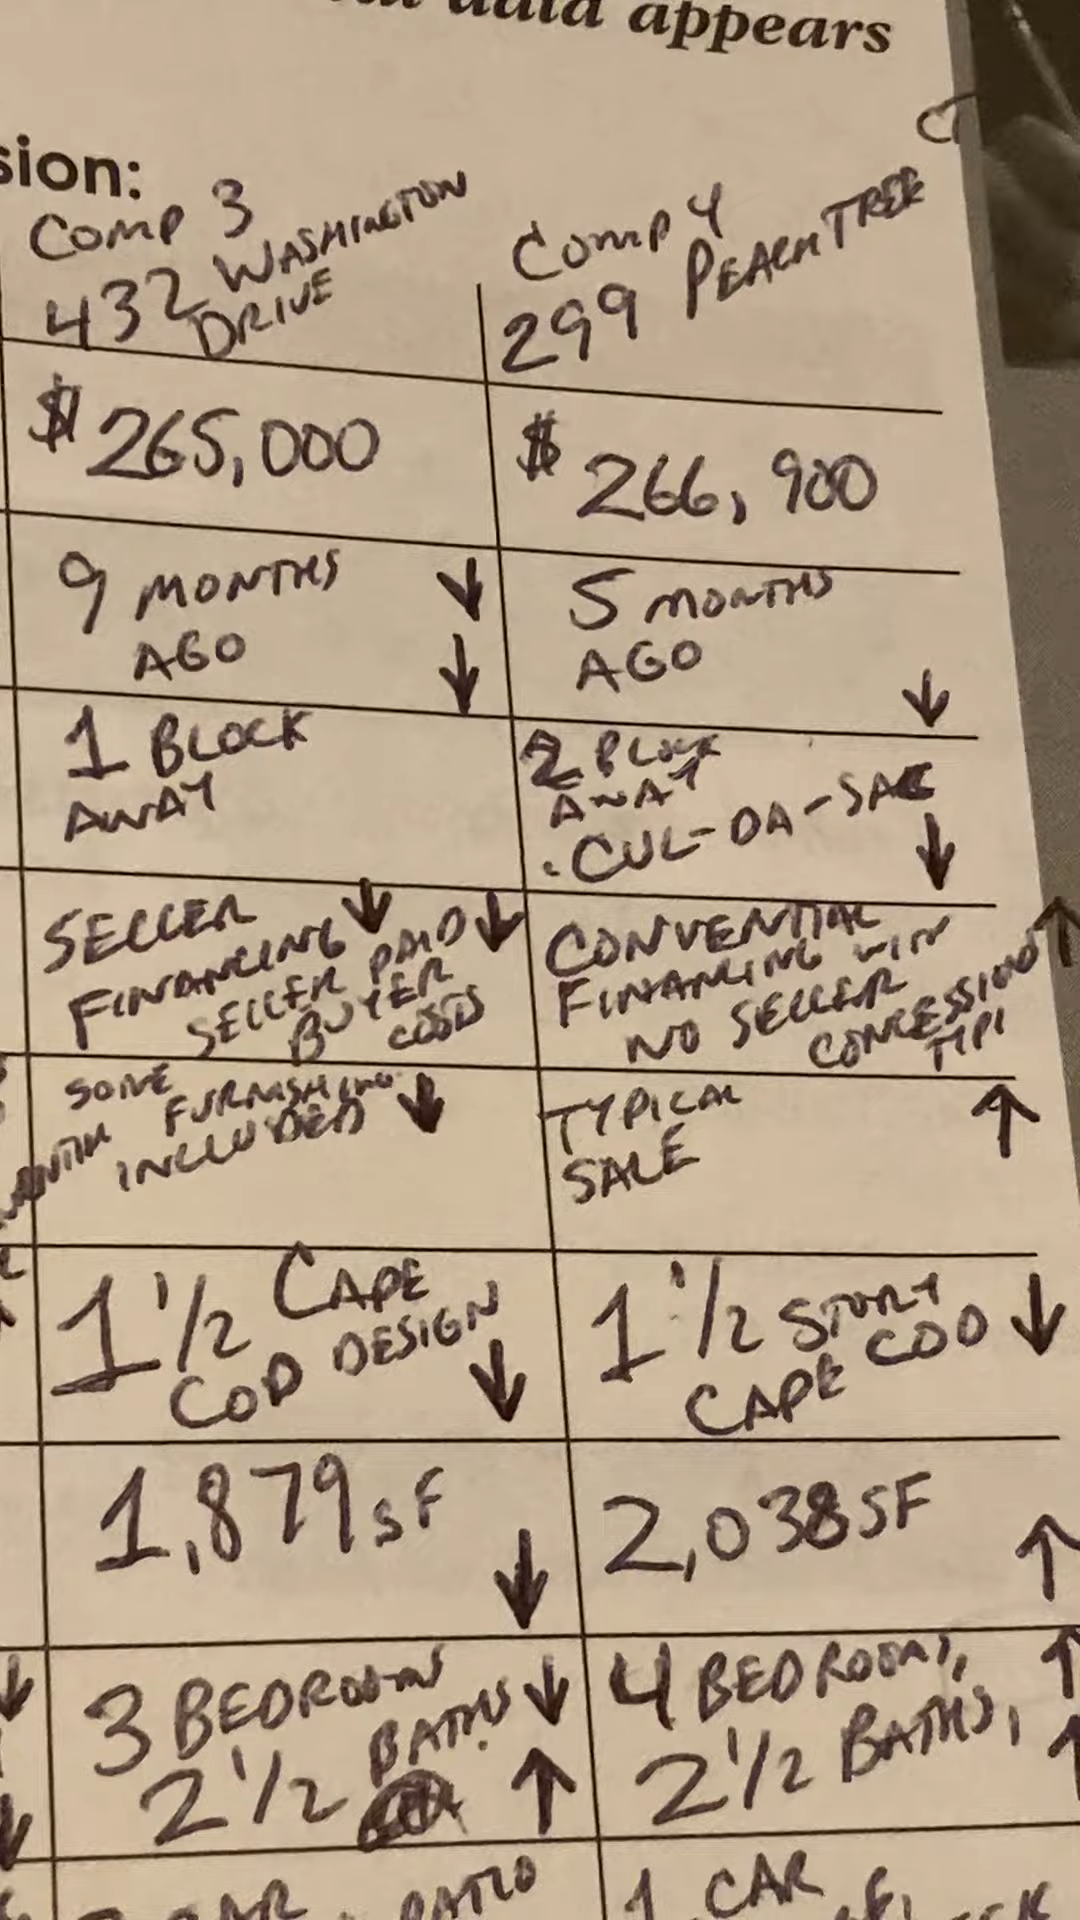 data appears
sion:
COMP 3
432 WASHINGTON
DRIVE
COMP 4
299 PEACHTREE
$265,000
$266,900
9 MONTHS ↓
AGO ↓
5 MONTHS
AGO ↓
1 BLOCK
AWAY
2 BLOCK
AWAY
.CUL-DA-SAC ↓
SELLER
FINANCING ↓
SELLER PAID ↓
BUYER
COSTS
CONVENTIAL
FINANCING WITH
NO SELLER
CONCESSIONS ↑
TYPI
SOME
FURNISHING
INCLUDED ↓
TYPICAL ↑
SALE
1 1/2 CAPE
COD DESIGN ↓
1 1/2 STORY
CAPE COD ↓
1,879 SF ↓
2,038 SF ↑
3 BEDROOMS ↓
2 1/2 BATHS ↑
4 BEDROOMS, ↑
2 1/2 BATHS, ↑
PATIO
1 CAR